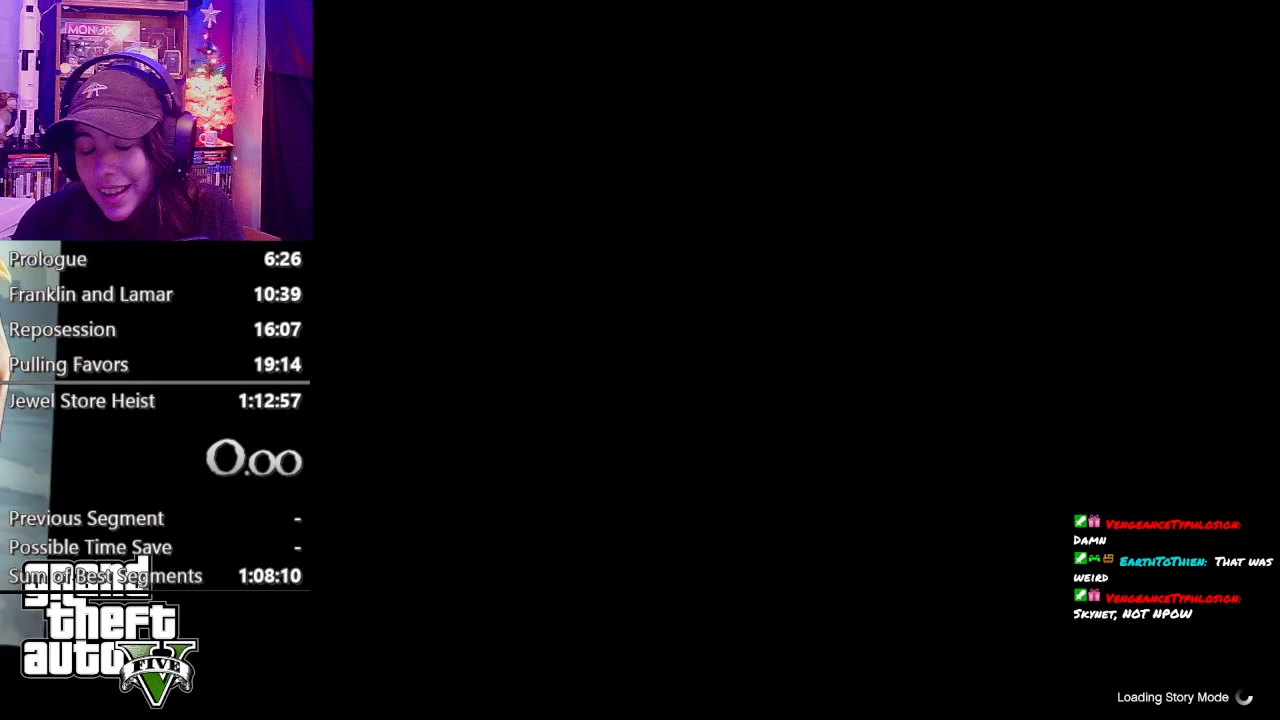 MONOPO
Prologue 6:26
Franklin and Lamar 10:39
Reposession 16:07
Pulling Favors 19:14
Jewel Store Heist 1:12:57
0.00
Previous Segment -
Possible Time Save -
Sum of Best Segments 1:08:10
grand
theft
auto
FIVE
VengeanceTyphlosion:
Damn
EarthToThien: That was
weird
VengeanceTyphlosion:
Skynet, not npow
Loading Story Mode